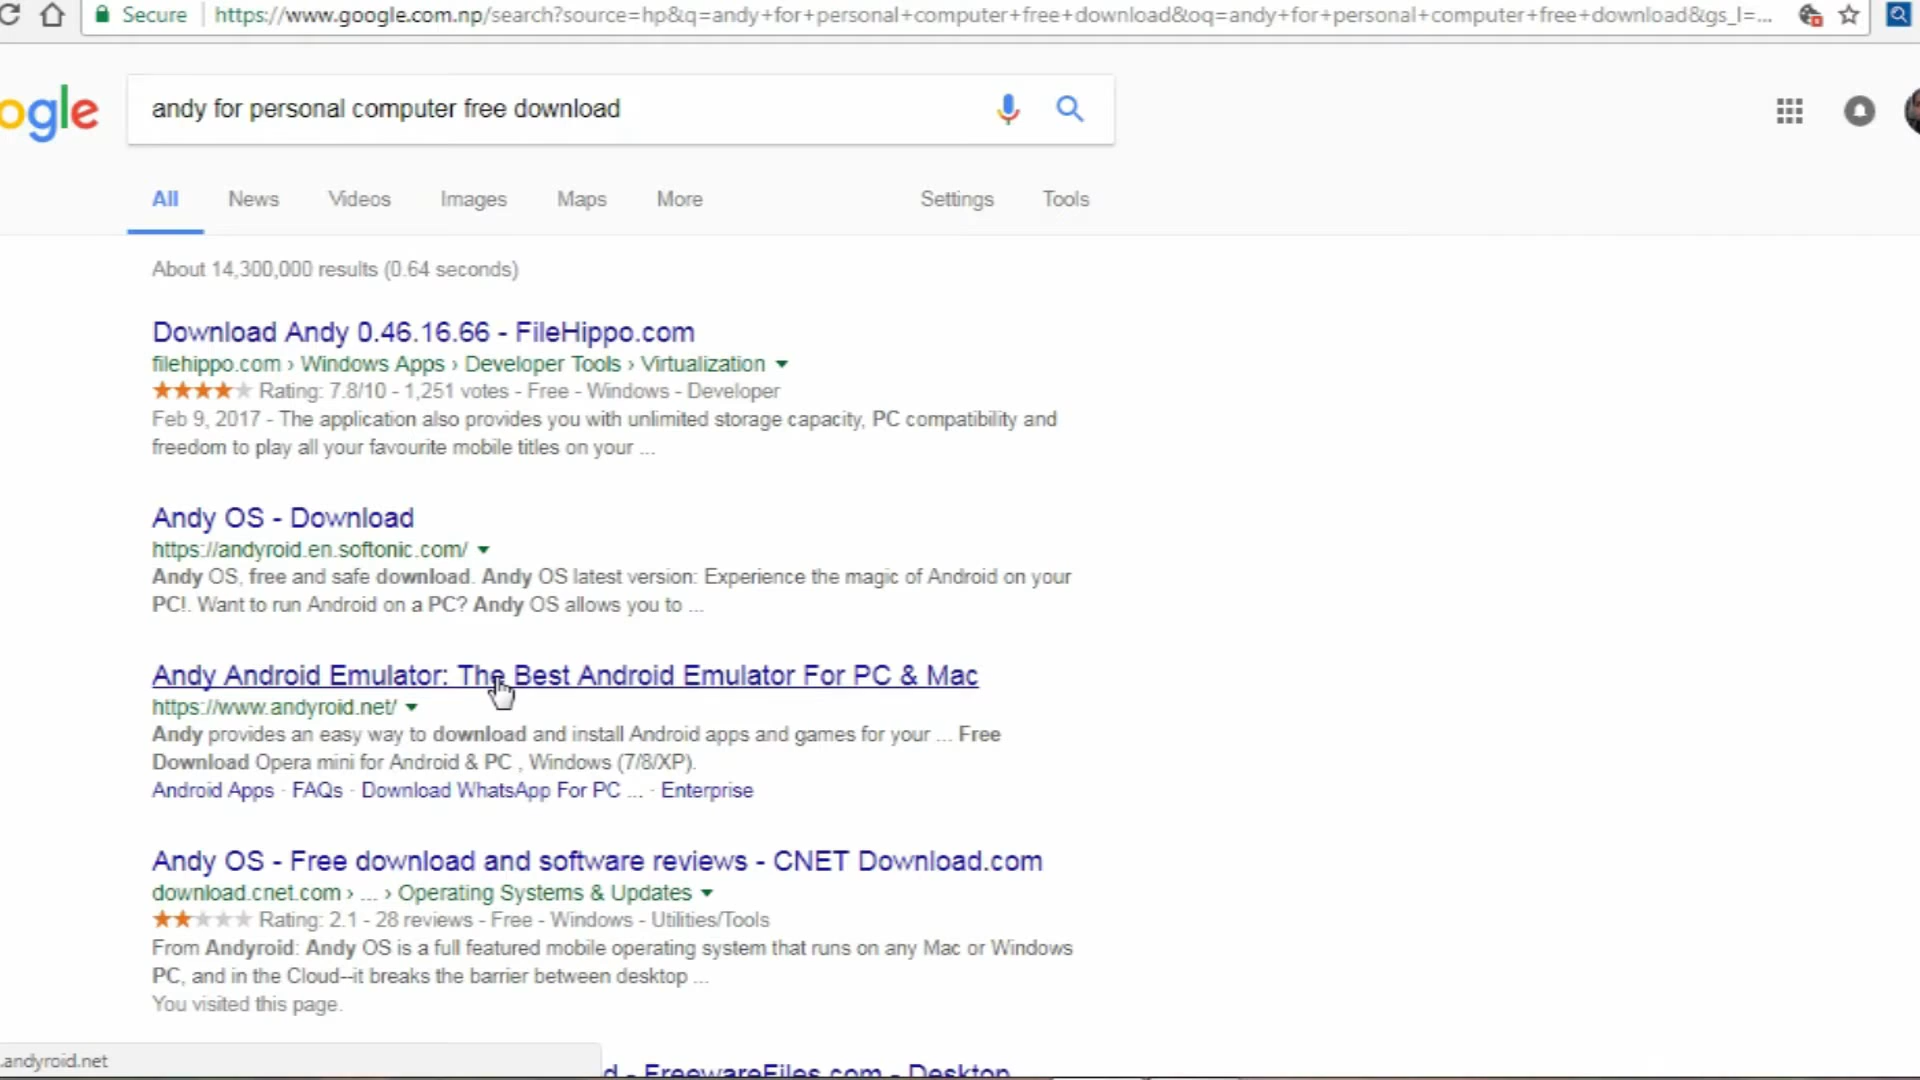 Secure https://www.google.com.np/search?source=hp&q=andy+for+personal+computer+free+download&oq=andy+for+personal+computer+free+download&gs_l=...
ogle andy for personal computer free download
All News Videos Images Maps More Settings Tools
About 14,300,000 results (0.64 seconds)
Download Andy 0.46.16.66 - FileHippo.com
filehippo.com › Windows Apps › Developer Tools › Virtualization
Rating: 7.8/10 - 1,251 votes - Free - Windows - Developer
Feb 9, 2017 - The application also provides you with unlimited storage capacity, PC compatibility and
freedom to play all your favourite mobile titles on your ...
Andy OS - Download
https://andyroid.en.softonic.com/
Andy OS, free and safe download. Andy OS latest version: Experience the magic of Android on your
PC!. Want to run Android on a PC? Andy OS allows you to ...
Andy Android Emulator: The Best Android Emulator For PC & Mac
https://www.andyroid.net/
Andy provides an easy way to download and install Android apps and games for your ... Free
Download Opera mini for Android & PC , Windows (7/8/XP).
Android Apps · FAQs · Download WhatsApp For PC ... · Enterprise
Andy OS - Free download and software reviews - CNET Download.com
download.cnet.com › ... › Operating Systems & Updates
Rating: 2.1 - 28 reviews - Free - Windows - Utilities/Tools
From Andyroid: Andy OS is a full featured mobile operating system that runs on any Mac or Windows
PC, and in the Cloud--it breaks the barrier between desktop ...
You visited this page.
.andyroid.net
d - FreewareFiles.com - Desktop